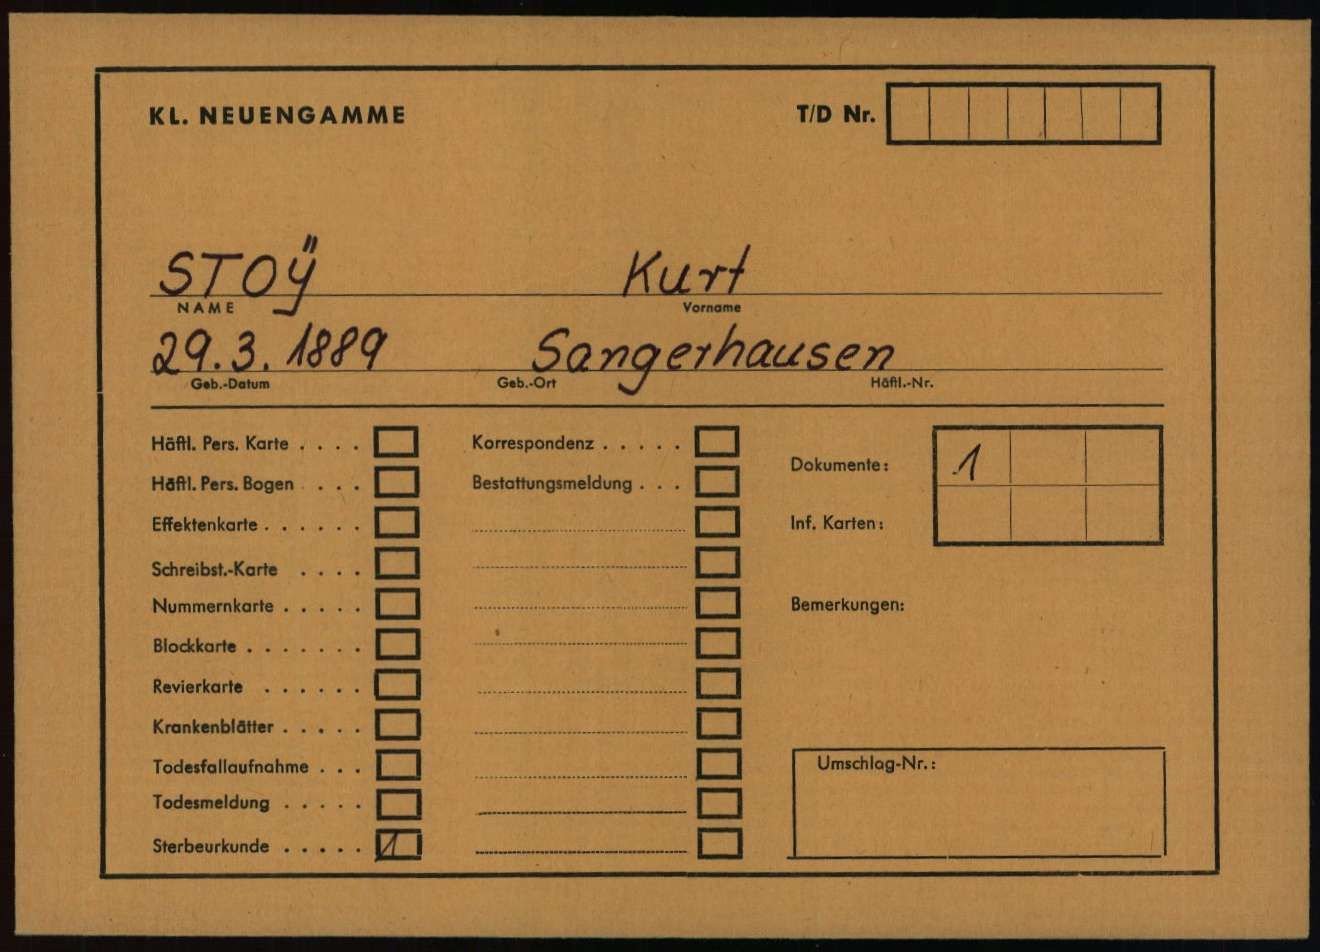 KL. NEUENGAMME
T/D Nr.
STOÿ Kurt
NAME Vorname
29.3.1889 Sangerhausen
Geb.-Datum Geb.-Ort Häftl.-Nr.
Häftl. Pers. Karte . . . .
Häftl. Pers. Bogen . . . .
Effektenkarte . . . . . .
Schreibst.-Karte . . . .
Nummernkarte . . . . .
Blockkarte . . . . . . .
Revierkarte . . . . . .
Krankenblätter . . . . .
Todesfallaufnahme . . .
Todesmeldung . . . . .
Sterbeurkunde . . . . . 1
Korrespondenz . . . . .
Bestattungsmeldung . . .
Dokumente: 1
Inf. Karten:
Bemerkungen:
Umschlag-Nr.: